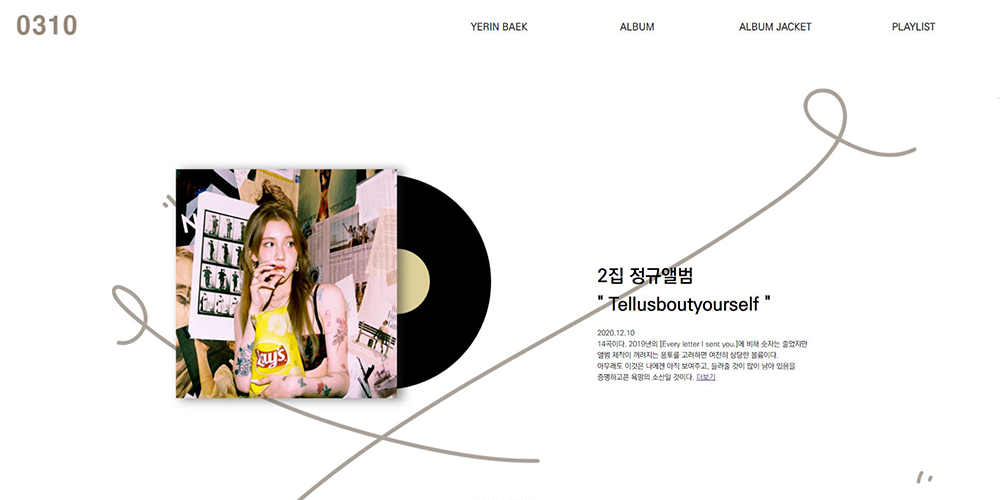 0310
YERIN BEAK
ALBUM
ALBUM JACKET
PLAYLIST
Lay's
2집 정규앨범
" Tellusboutyourself "
2020.12.10
14곡이다. 2019년의 [Every letter I sent you.]에 비해 숫자는 줄었지만
앨범 제작이 꺼려지는 풍토를 고려하면 여전히 상당한 볼륨이다.
아무래도 이것은 나에겐 아직 보여주고, 들려줄 것이 많이 남아 있음을
증명하고픈 욕망의 소산일 것이다. 더보기